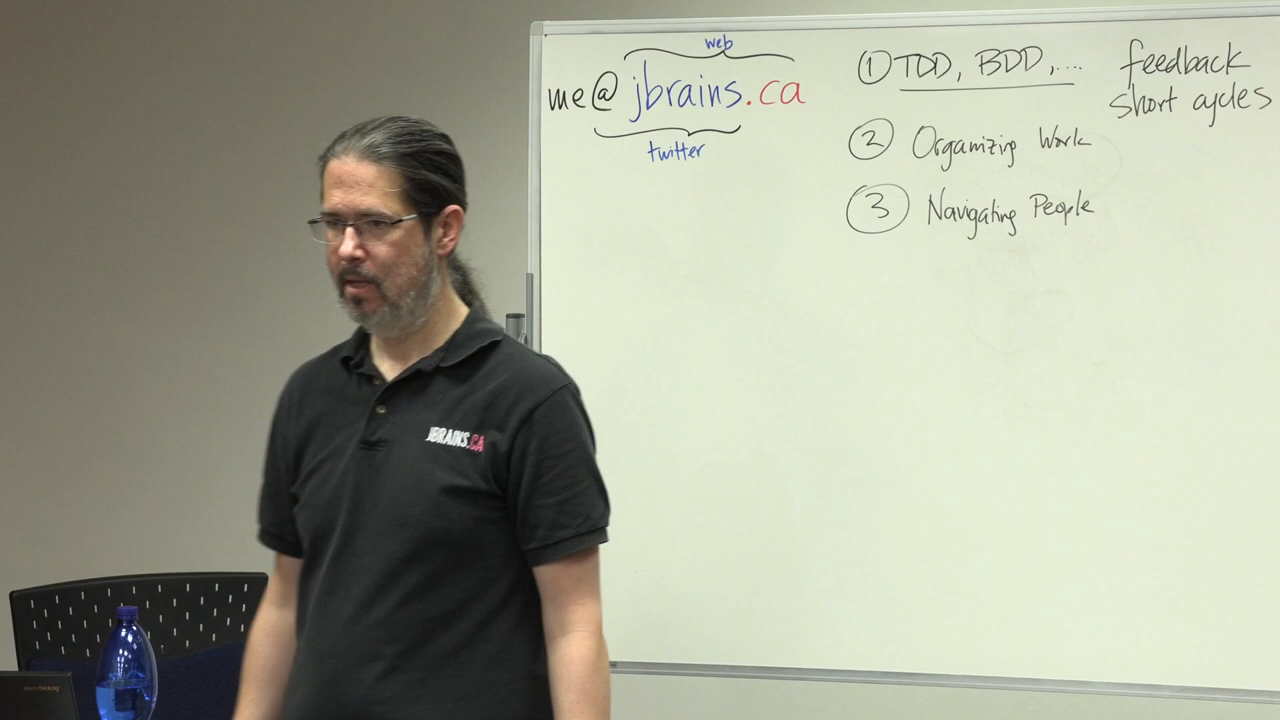 web
me@jbrains.ca
twitter
① TDD, BDD, ....
feedback
short cycles
② Organizing Work
③ Navigating People
JBRAINS.CA